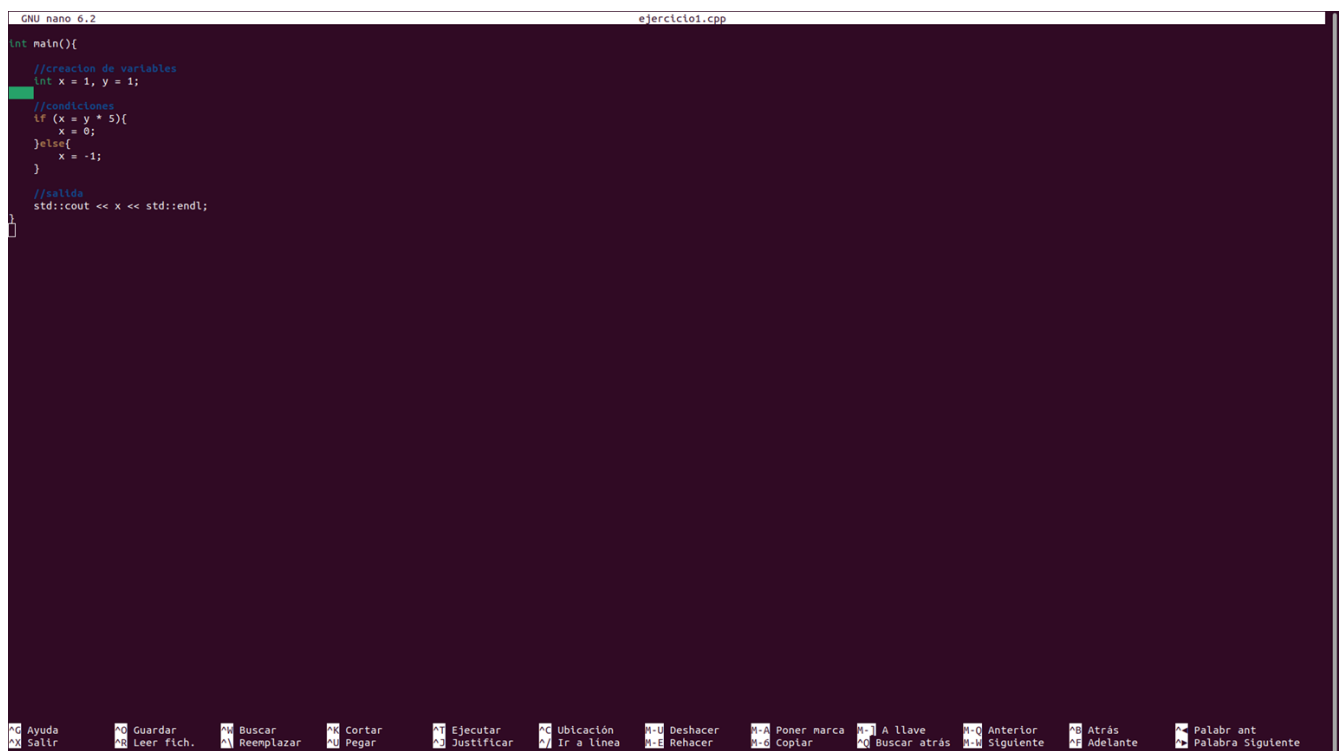 GNU nano 6.2 ejercicio1.cpp
int main(){
//creacion de variables
int x = 1, y = 1;
//condiciones
if (x = y * 5){
x = 0;
}else{
x = -1;
}
//salida
std::cout << x << std::endl;
}
^G Ayuda ^O Guardar ^W Buscar ^K Cortar ^T Ejecutar ^C Ubicación M-U Deshacer M-A Poner marca M-] A llave M-Q Anterior ^B Atrás ^◄ Palabr ant
^X Salir ^R Leer fich. ^\ Reemplazar ^U Pegar ^J Justificar ^/ Ir a línea M-E Rehacer M-6 Copiar ^Q Buscar atrás M-W Siguiente ^F Adelante ^► Palabra Siguiente